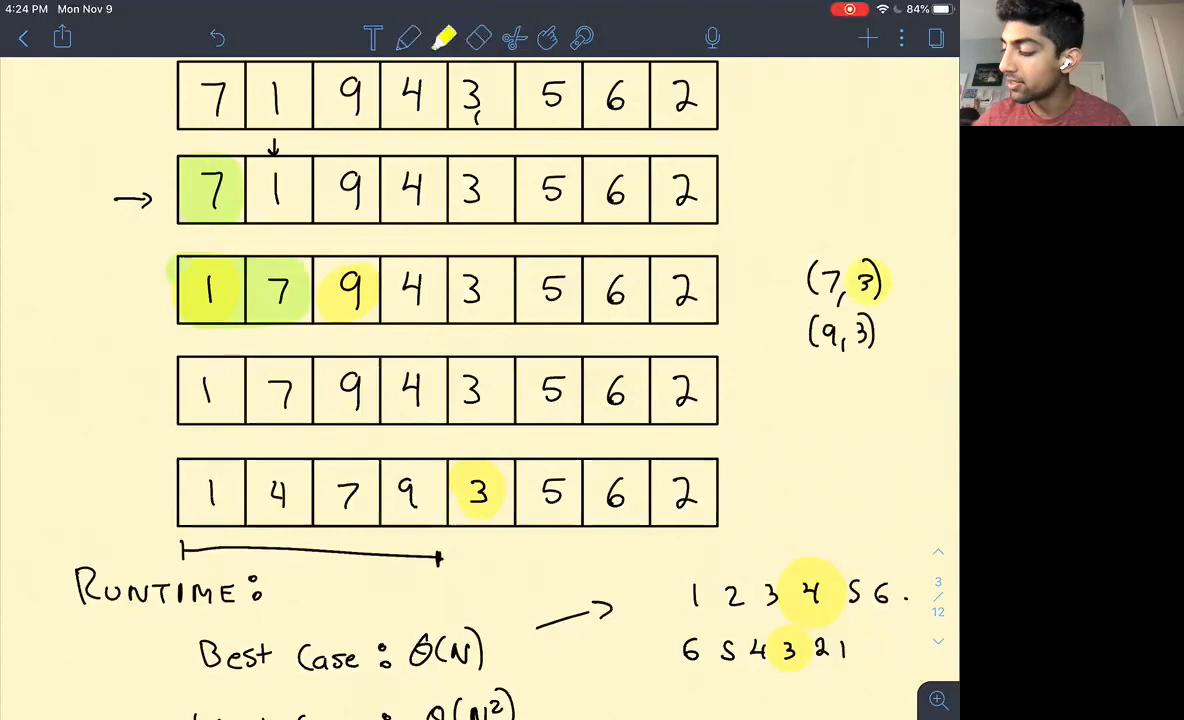 4:24 PM Mon Nov 9 84%
7 1 9 4 3 5 6 2
7 1 9 4 3 5 6 2
1 7 9 4 3 5 6 2
(7, 3)
(9, 3)
1 7 9 4 3 5 6 2
1 4 7 9 3 5 6 2
RUNTIME:
1 2 3 4 5 6 .
6 5 4 3 2 1
Best Case : Θ(N)
Θ(N²)
3
/
12
T